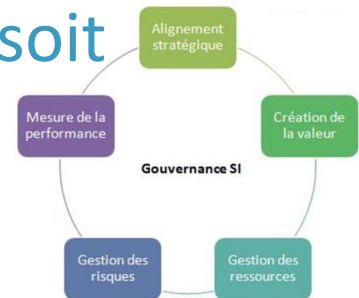 soit
Alignement
stratégique
Mesure de la
performance
Création de
la valeur
Gouvernance SI
Gestion des
risques
Gestion des
ressources